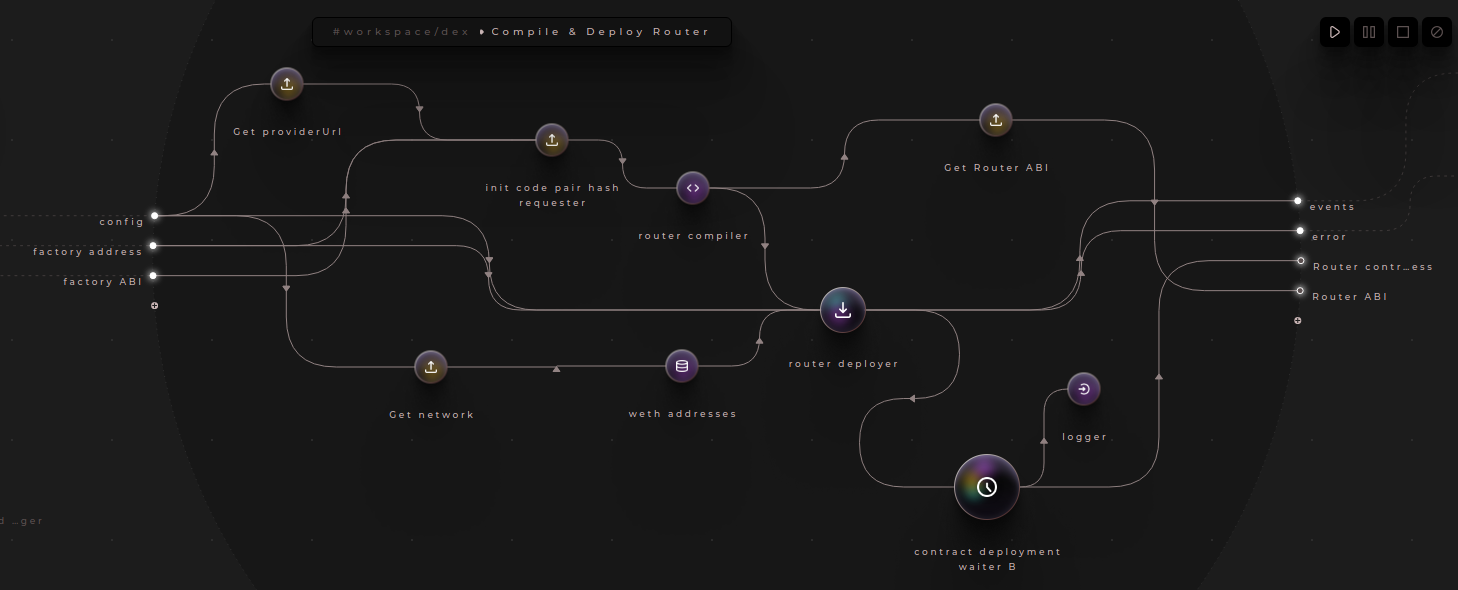 #workspace/dex Compile & Deploy Router
Get providerUrl
init code pair hash
requester
Get Router ABI
router compiler
config
factory address
factory ABI
events
error
Router contr…ess
Router ABI
router deployer
Get network
weth addresses
logger
d …ger
contract deployment
waiter B